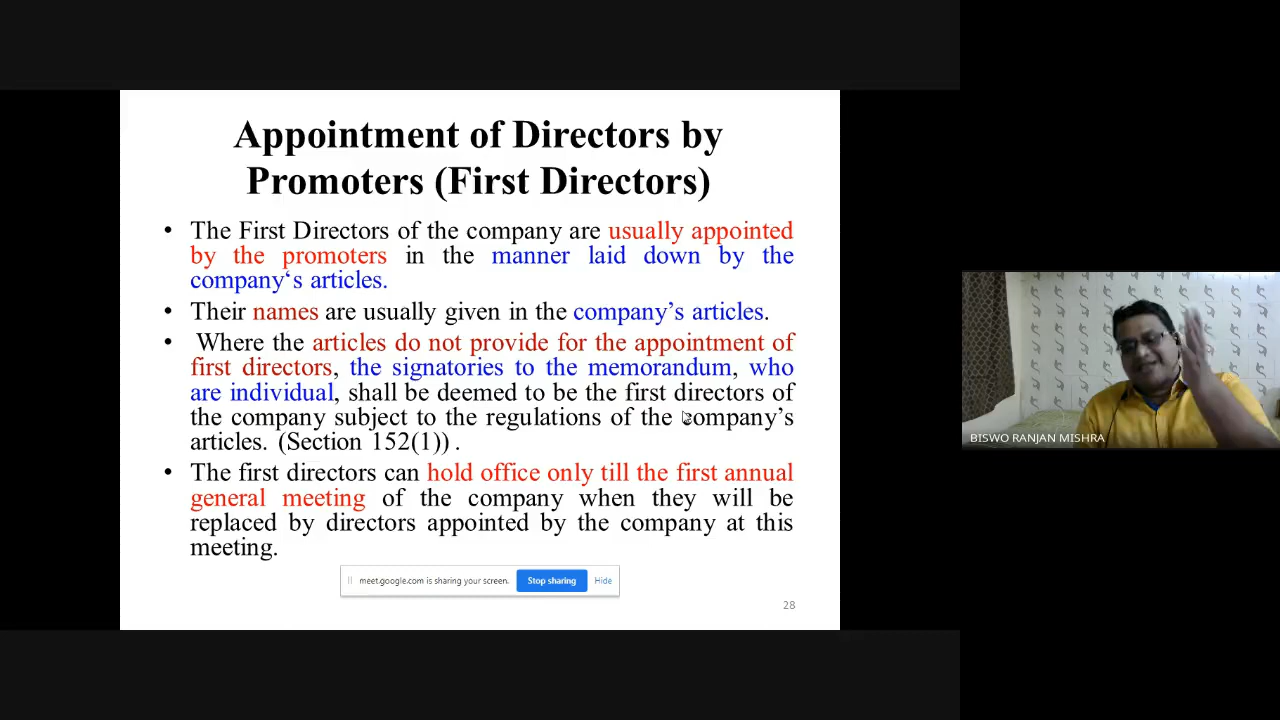 Appointment of Directors by
Promoters (First Directors)
• The First Directors of the company are usually appointed
by the promoters in the manner laid down by the
company‘s articles.
• Their names are usually given in the company’s articles.
• Where the articles do not provide for the appointment of
first directors, the signatories to the memorandum, who
are individual, shall be deemed to be the first directors of
the company subject to the regulations of the company’s
articles. (Section 152(1)) .
• The first directors can hold office only till the first annual
general meeting of the company when they will be
replaced by directors appointed by the company at this
meeting.
meet.google.com is sharing your screen. Stop sharing Hide
28
BISWO RANJAN MISHRA